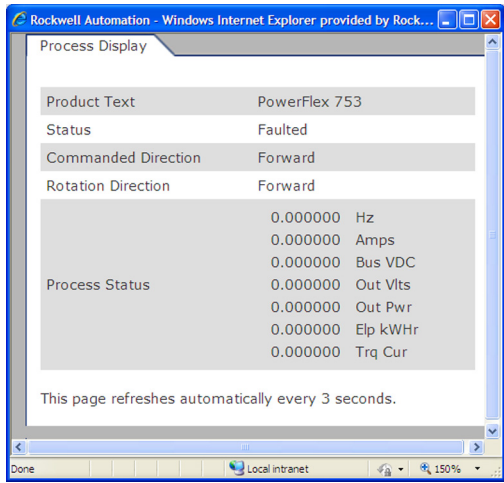 Rockwell Automation - Windows Internet Explorer provided by Rock...
Process Display
Product Text PowerFlex 753
Status Faulted
Commanded Direction Forward
Rotation Direction Forward
Process Status
0.000000 Hz
0.000000 Amps
0.000000 Bus VDC
0.000000 Out Vlts
0.000000 Out Pwr
0.000000 Elp kWHr
0.000000 Trq Cur
This page refreshes automatically every 3 seconds.
Done Local intranet 150%